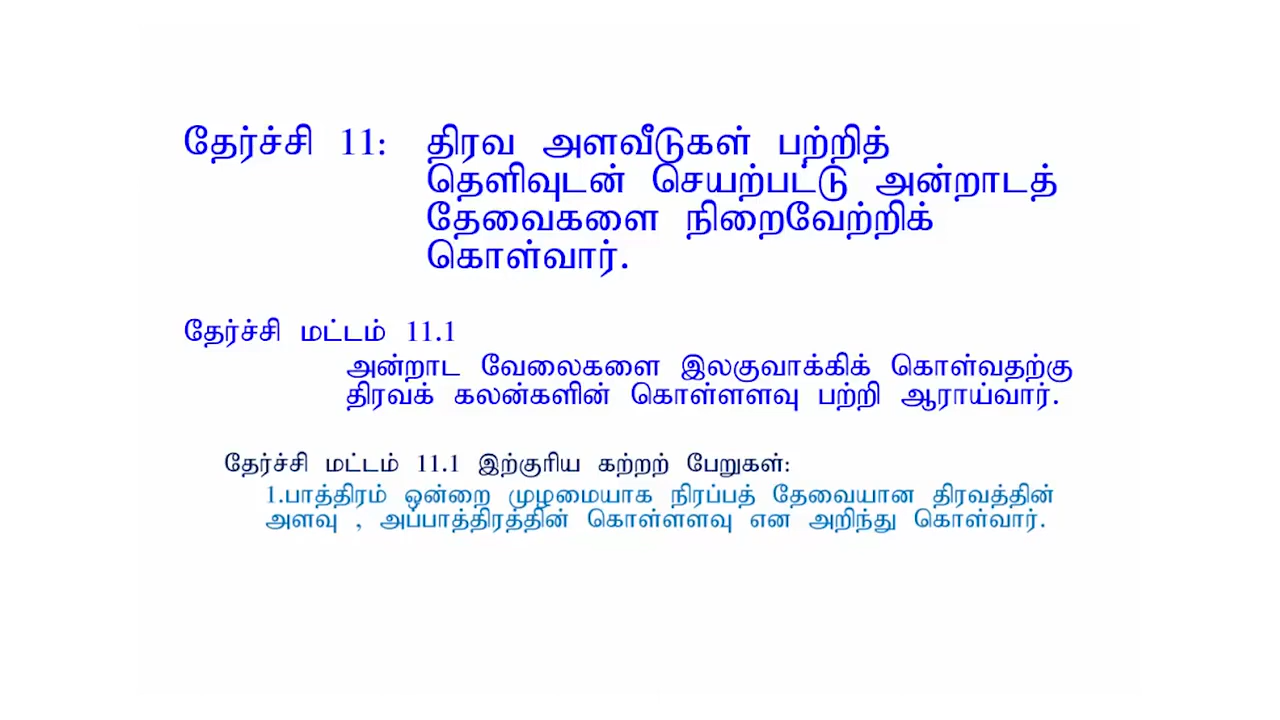 தேர்ச்சி 11: திரவ அளவீடுகள் பற்றித்
தெளிவுடன் செயற்பட்டு அன்றாடத்
தேவைகளை நிறைவேற்றிக்
கொள்வார்.
தேர்ச்சி மட்டம் 11.1
அன்றாட வேலைகளை இலகுவாக்கிக் கொள்வதற்கு
திரவக் கலன்களின் கொள்ளளவு பற்றி ஆராய்வார்.
தேர்ச்சி மட்டம் 11.1 இற்குரிய கற்றற் பேறுகள்:
1.பாத்திரம் ஒன்றை முழமையாக நிரப்பத் தேவையான திரவத்தின்
அளவு , அப்பாத்திரத்தின் கொள்ளளவு என அறிந்து கொள்வார்.